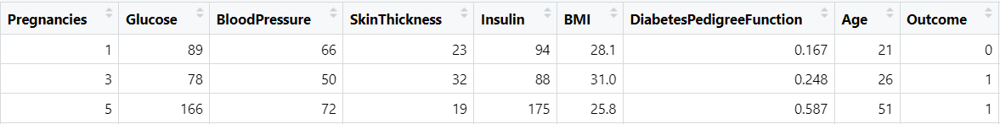 Pregnancies Glucose BloodPressure SkinThickness Insulin BMI DiabetesPedigreeFunction Age Outcome
1 89 66 23 94 28.1 0.167 21 0
3 78 50 32 88 31.0 0.248 26 1
5 166 72 19 175 25.8 0.587 51 1